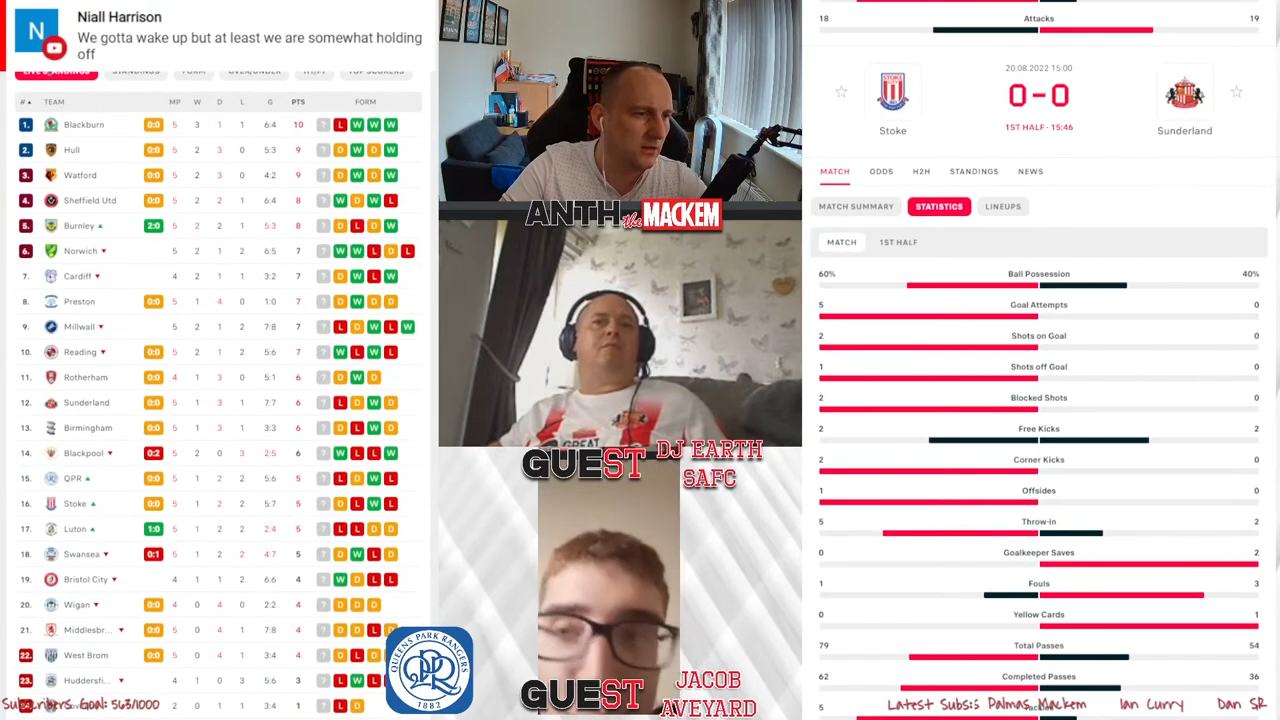 Niall Harrison
We gotta wake up but at least we are somewhat holding
off
STANDINGS FORM OVER/UNDER HT/FT TOP SCORERS
# TEAM MP W D L G PTS FORM
1. Blackburn 0:0 5 3 1 1 6:4 10 ? L W W W
2. Hull 0:0 5 2 3 0 5:3 9 ? D D W W
3. Watford 0:0 5 2 3 0 4:2 9 ? D W D W
4. Sheffield Utd 0:0 5 2 2 1 6:4 8 ? W D W L
5. Burnley 2:0 5 2 2 1 5:3 8 ? D L D W
6. Norwich 5 2 1 2 6:5 7 W W L D L
7. Cardiff 4 2 1 1 3:2 7 ? D W L W
8. Preston 0:0 5 1 4 0 1:0 7 ? D W D D
9. Millwall 5 2 1 2 7:8 7 ? L D W L W
10. Reading 0:0 5 2 1 2 5:6 7 ? W L W L
11. Rotherham 0:0 4 1 3 0 5:1 6 ? D W D
12. Sunderland 0:0 5 1 3 1 7:7 6 ? L D W D
13. Birmingham 0:0 5 1 3 1 3:3 6 ? D L W D
14. Blackpool 0:2 5 2 0 3 6 ? W L L W
15. QPR 0:0 5 1 2 2 5:6 5 ? L D W L
16. Stoke 0:0 5 1 2 2 5:7 5 ? D L W L
17. Luton 1:0 5 1 2 2 2:4 5 ? L L D D
18. Swansea 0:1 5 1 2 2 4:7 5 ? D W L D
19. Bristol City 4 1 1 2 6:6 4 ? W D L L
20. Wigan 0:0 4 0 4 0 2:2 4 ? D D D
21. Middlesbr... 0:0 5 0 4 1 7:8 4 ? D D L D
22. West Brom 0:0 5 0 4 1 3:4 4 ? D L D
23. Huddersfi... 4 1 0 3 5:6 3 ? L W L
Subscribers Goal: 563/1000
ANTH the MACKEM
GUEST DJ EARTH
SAFC
QUEENS PARK RANGERS
QPR
1882
GUEST JACOB
AVEYARD
18 Attacks 19
20.08.2022 15:00
0-0
Stoke Sunderland
1ST HALF - 15:46
MATCH ODDS H2H STANDINGS NEWS
MATCH SUMMARY STATISTICS LINEUPS
MATCH 1ST HALF
60% Ball Possession 40%
5 Goal Attempts 0
2 Shots on Goal 0
1 Shots off Goal 0
2 Blocked Shots 0
2 Free Kicks 2
2 Corner Kicks 0
1 Offsides 0
5 Throw-in 2
0 Goalkeeper Saves 2
1 Fouls 3
0 Yellow Cards 1
79 Total Passes 54
62 Completed Passes 36
Latest Subs: Palmas Mackem Ian Curry Dan SR